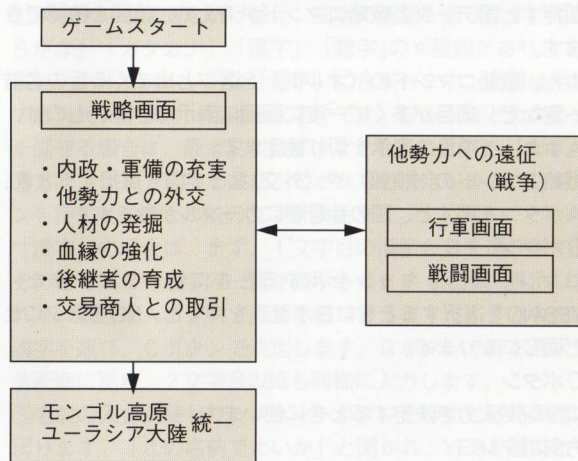 ゲームスタート
戦略画面
・内政、軍備の充実
・他勢力との外交
・人材の発掘
・血縁の強化
・後継者の育成
・交易商人との取引
他勢力への遠征
(戦争)
行軍画面
戦闘画面
モンゴル高原
ユーラシア大陸 統一